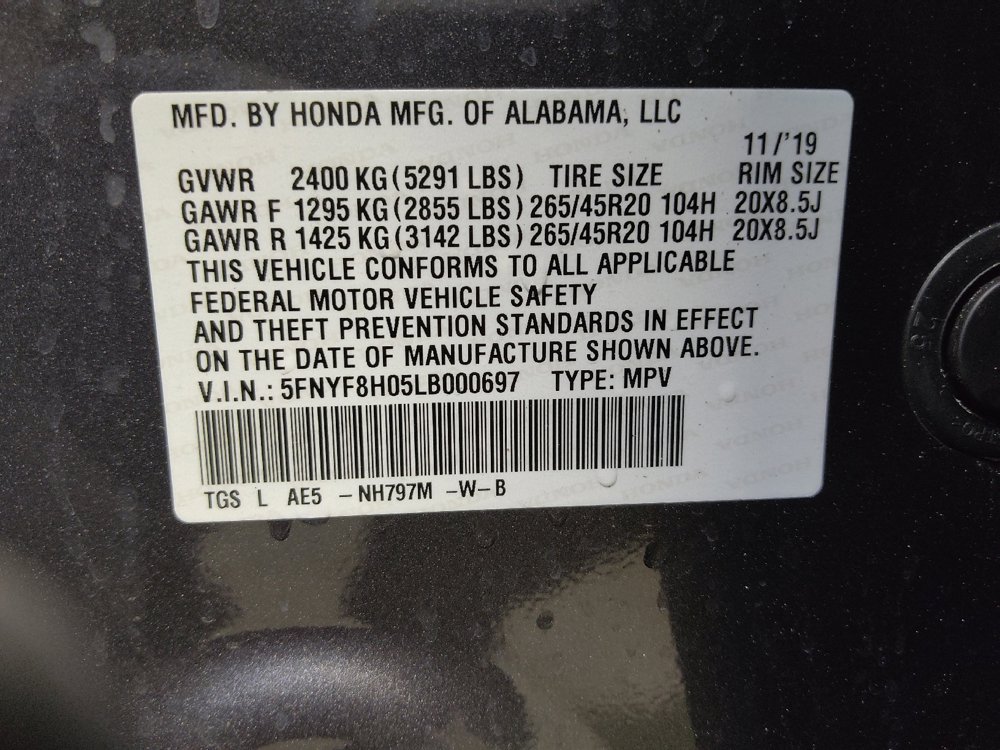 MFD. BY HONDA MFG. OF ALABAMA, LLC
11/'19
GVWR 2400 KG (5291 LBS) TIRE SIZE RIM SIZE
GAWR F 1295 KG (2855 LBS) 265/45R20 104H 20X8.5J
GAWR R 1425 KG (3142 LBS) 265/45R20 104H 20X8.5J
THIS VEHICLE CONFORMS TO ALL APPLICABLE
FEDERAL MOTOR VEHICLE SAFETY
AND THEFT PREVENTION STANDARDS IN EFFECT
ON THE DATE OF MANUFACTURE SHOWN ABOVE.
V.I.N.: 5FNYF8H05LB000697 TYPE: MPV
TGS L AE5 -NH797M -W-B
25